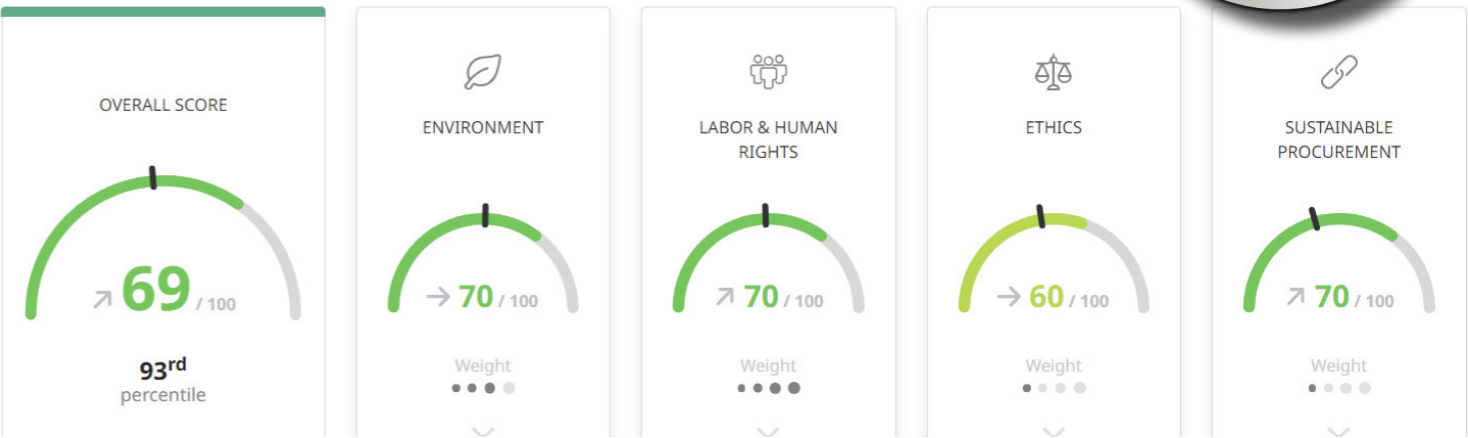 OVERALL SCORE
69 / 100
93rd
percentile
ENVIRONMENT
70 / 100
Weight
LABOR & HUMAN
RIGHTS
70 / 100
Weight
ETHICS
60 / 100
Weight
SUSTAINABLE
PROCUREMENT
70 / 100
Weight